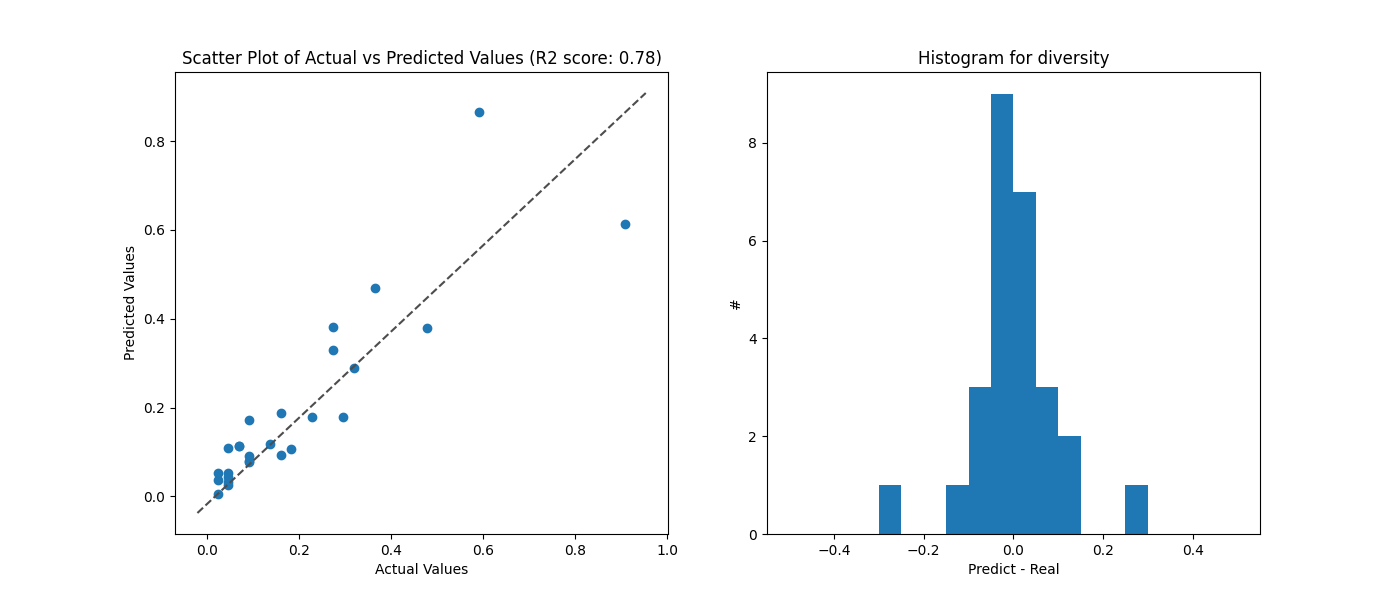 Scatter Plot of Actual vs Predicted Values (R2 score: 0.78)
Predicted Values
0.8
0.6
0.4
0.2
0.0
0.0 0.2 0.4 0.6 0.8 1.0
Actual Values
Histogram for diversity
#
8
6
4
2
0
−0.4 −0.2 0.0 0.2 0.4
Predict - Real